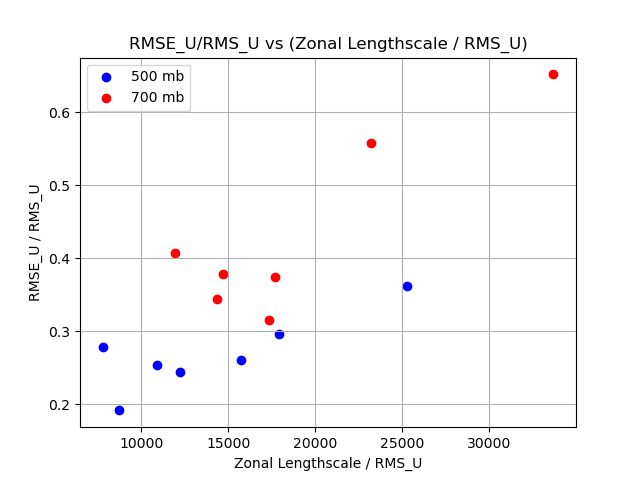 RMSE_U/RMS_U vs (Zonal Lengthscale / RMS_U)
500 mb
700 mb
RMSE_U / RMS_U
0.6
0.5
0.4
0.3
0.2
10000 15000 20000 25000 30000
Zonal Lengthscale / RMS_U